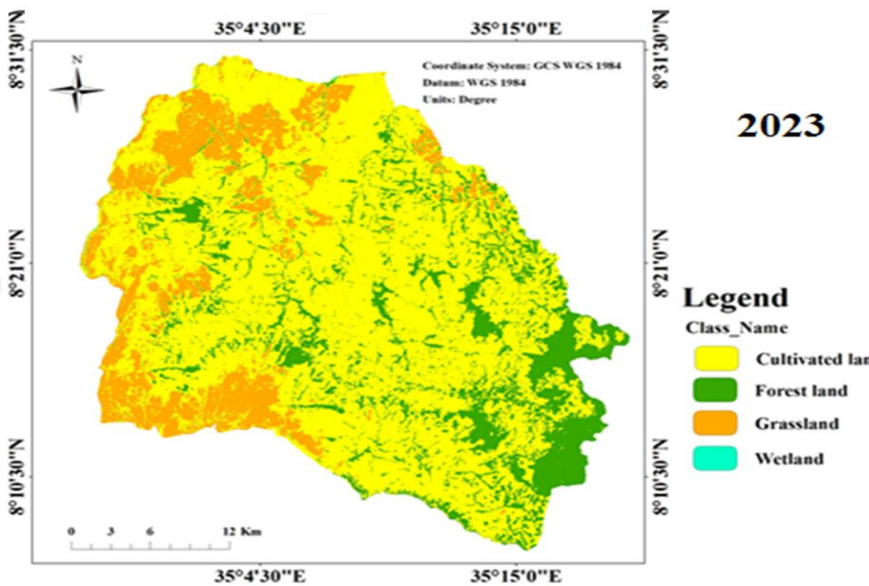 35°4'30"E 35°15'0"E
8°31'30"N
8°31'30"N
N
Coordinate System: GCS WGS 1984
Datum: WGS 1984
Units: Degree
2023
8°21'0"N
8°21'0"N
Legend
Class_Name
Cultivated lan
Forest land
Grassland
Wetland
8°10'30"N
8°10'30"N
0 3 6 12 Km
35°4'30"E 35°15'0"E